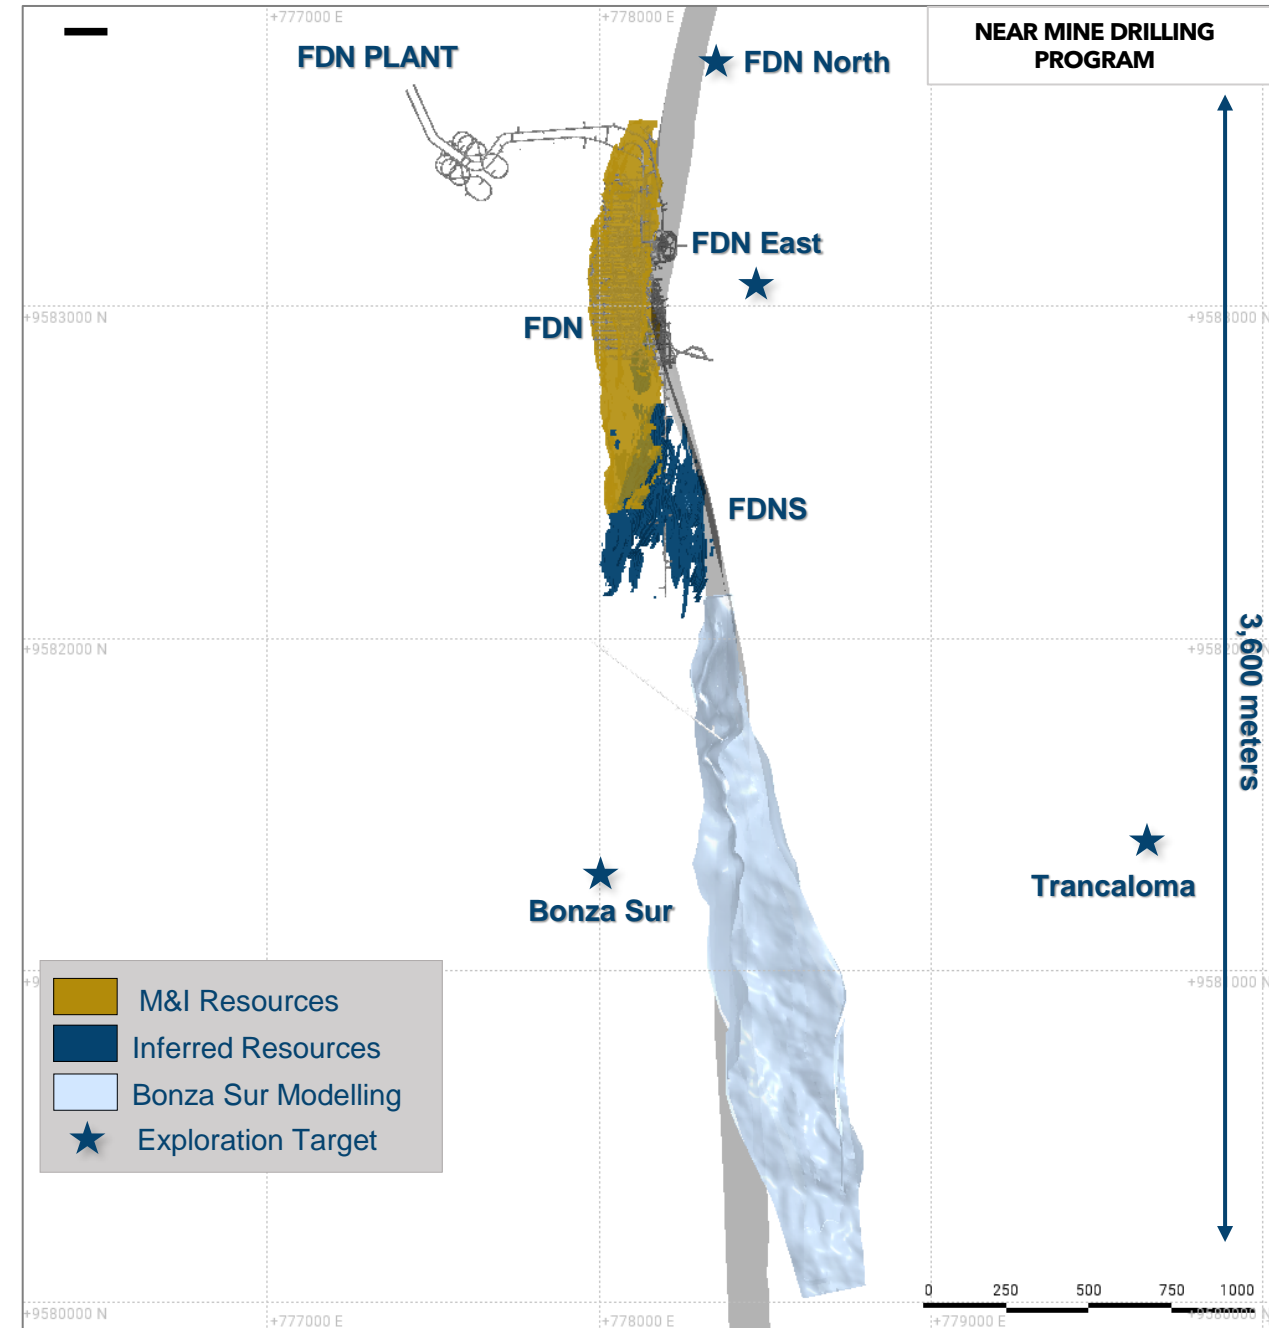 +777000 E
+778000 E
NEAR MINE DRILLING
PROGRAM
FDN PLANT
FDN North
FDN East
+9583000 N
+9583000 N
FDN
FDNS
+9582000 N
3,600 meters
Trancaloma
Bonza Sur
M&I Resources
Inferred Resources
Bonza Sur Modelling
Exploration Target
0 250 500 750 1000
+9580000 N
+9580000 N
+777000 E
+778000 E
+779000 E